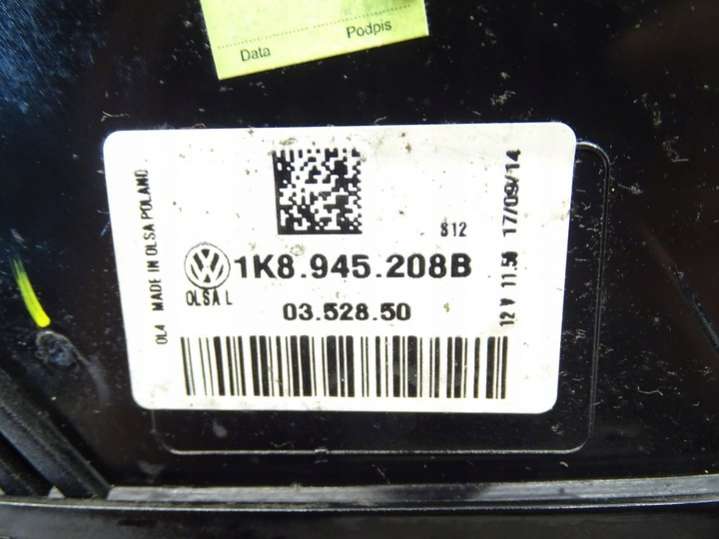 Data Podpis
OL4 MADE IN OLSA POLAND
S12
1K8.945.208B
OLSA L
03.528.50
12 V 11.50 17/09/14